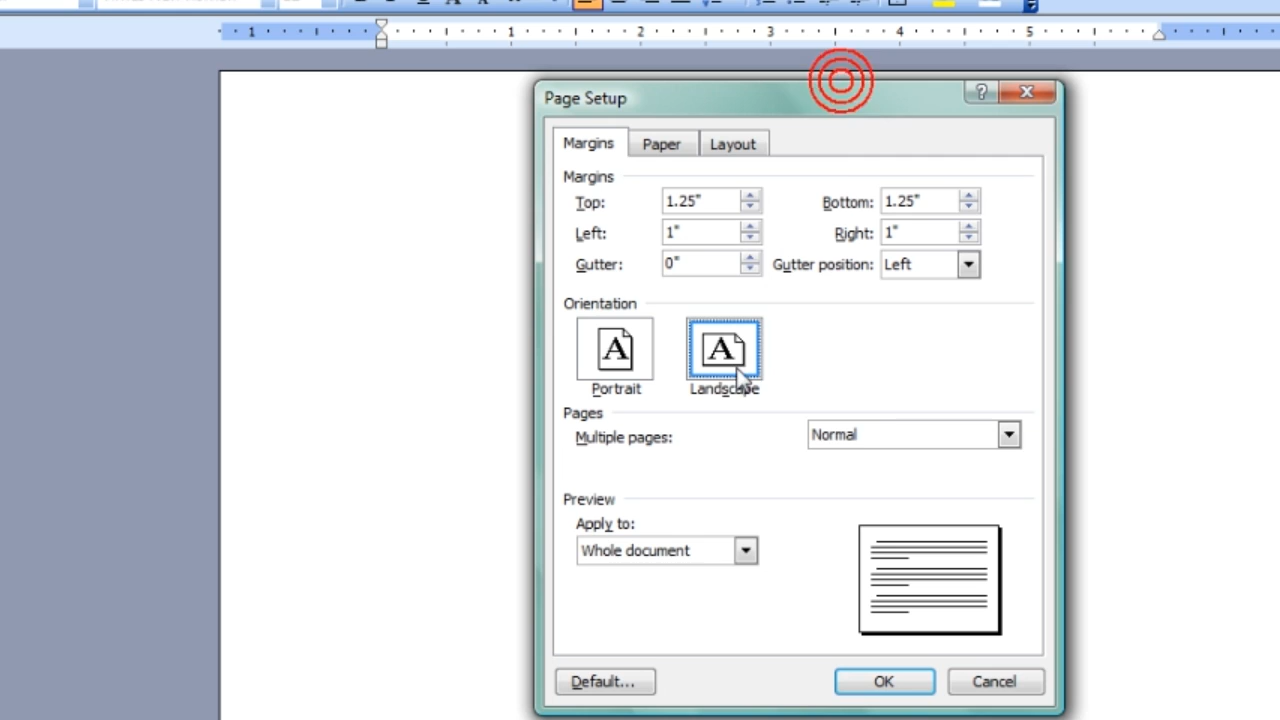 1 1 2 3 4 5
Page Setup ?
Margins Paper Layout
Margins
Top: 1.25" Bottom: 1.25"
Left: 1" Right: 1"
Gutter: 0" Gutter position: Left
Orientation
A A
Portrait Landscape
Pages
Multiple pages: Normal
Preview
Apply to:
Whole document
Default... OK Cancel